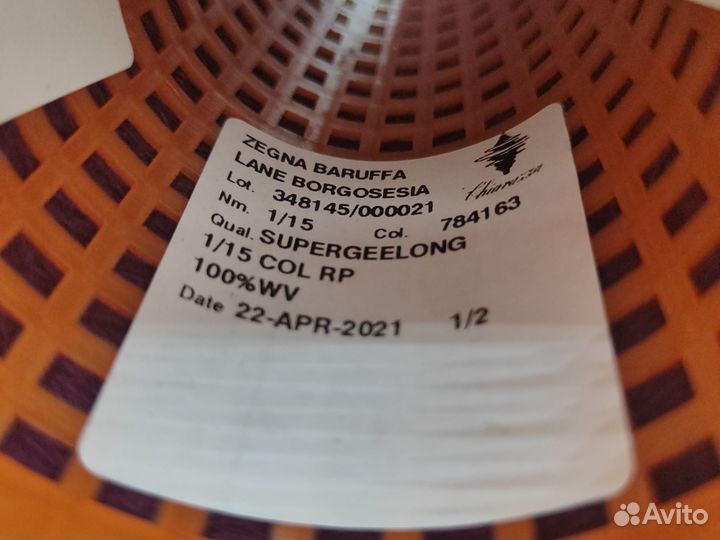 ZEGNA BARUFFA
LANE BORGOSESIA
Lot. 348145/000021
Nm. 1/15 Col. 784163
Qual. SUPERGEELONG
1/15 COL RP
100%WV
Date 22-APR-2021 1/2
Avito